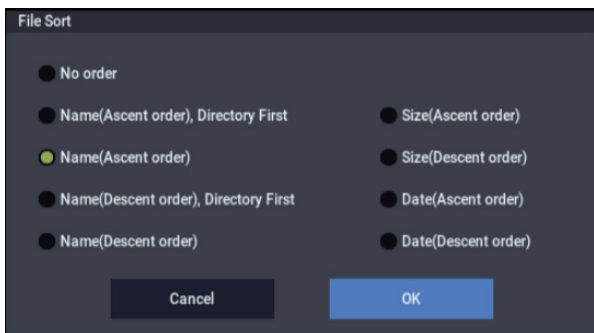 File Sort
No order
Name(Ascent order), Directory First
Size(Ascent order)
Name(Ascent order)
Size(Descent order)
Name(Descent order), Directory First
Date(Ascent order)
Name(Descent order)
Date(Descent order)
Cancel
OK